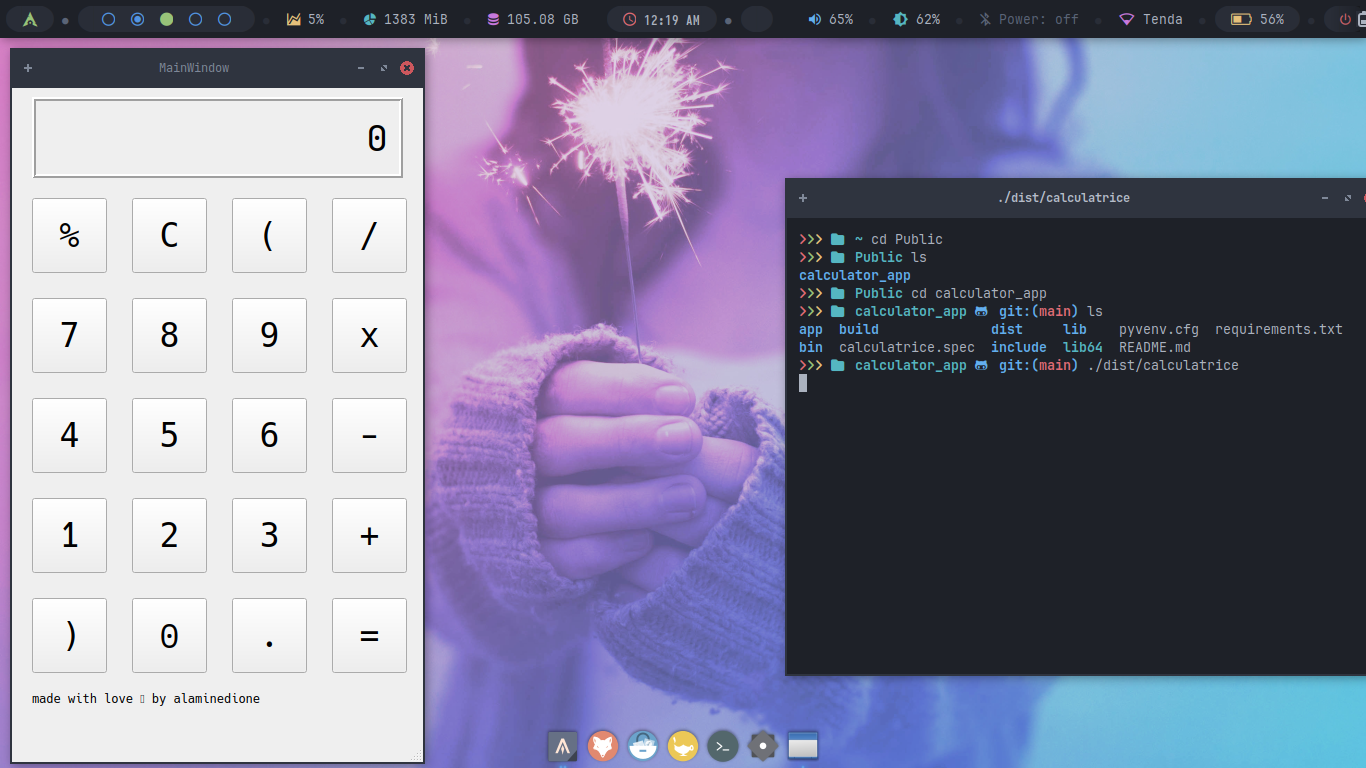 5% 1383 MiB 105.08 GB 12:19 AM 65% 62% Power: off Tenda 56%
MainWindow
0
% C ( /
7 8 9 x
4 5 6 -
1 2 3 +
) 0 . =
made with love ▯ by alaminedione
./dist/calculatrice
>>> ~ cd Public
>>> Public ls
calculator_app
>>> Public cd calculator_app
>>> calculator_app git:(main) ls
app build dist lib pyvenv.cfg requirements.txt
bin calculatrice.spec include lib64 README.md
>>> calculator_app git:(main) ./dist/calculatrice